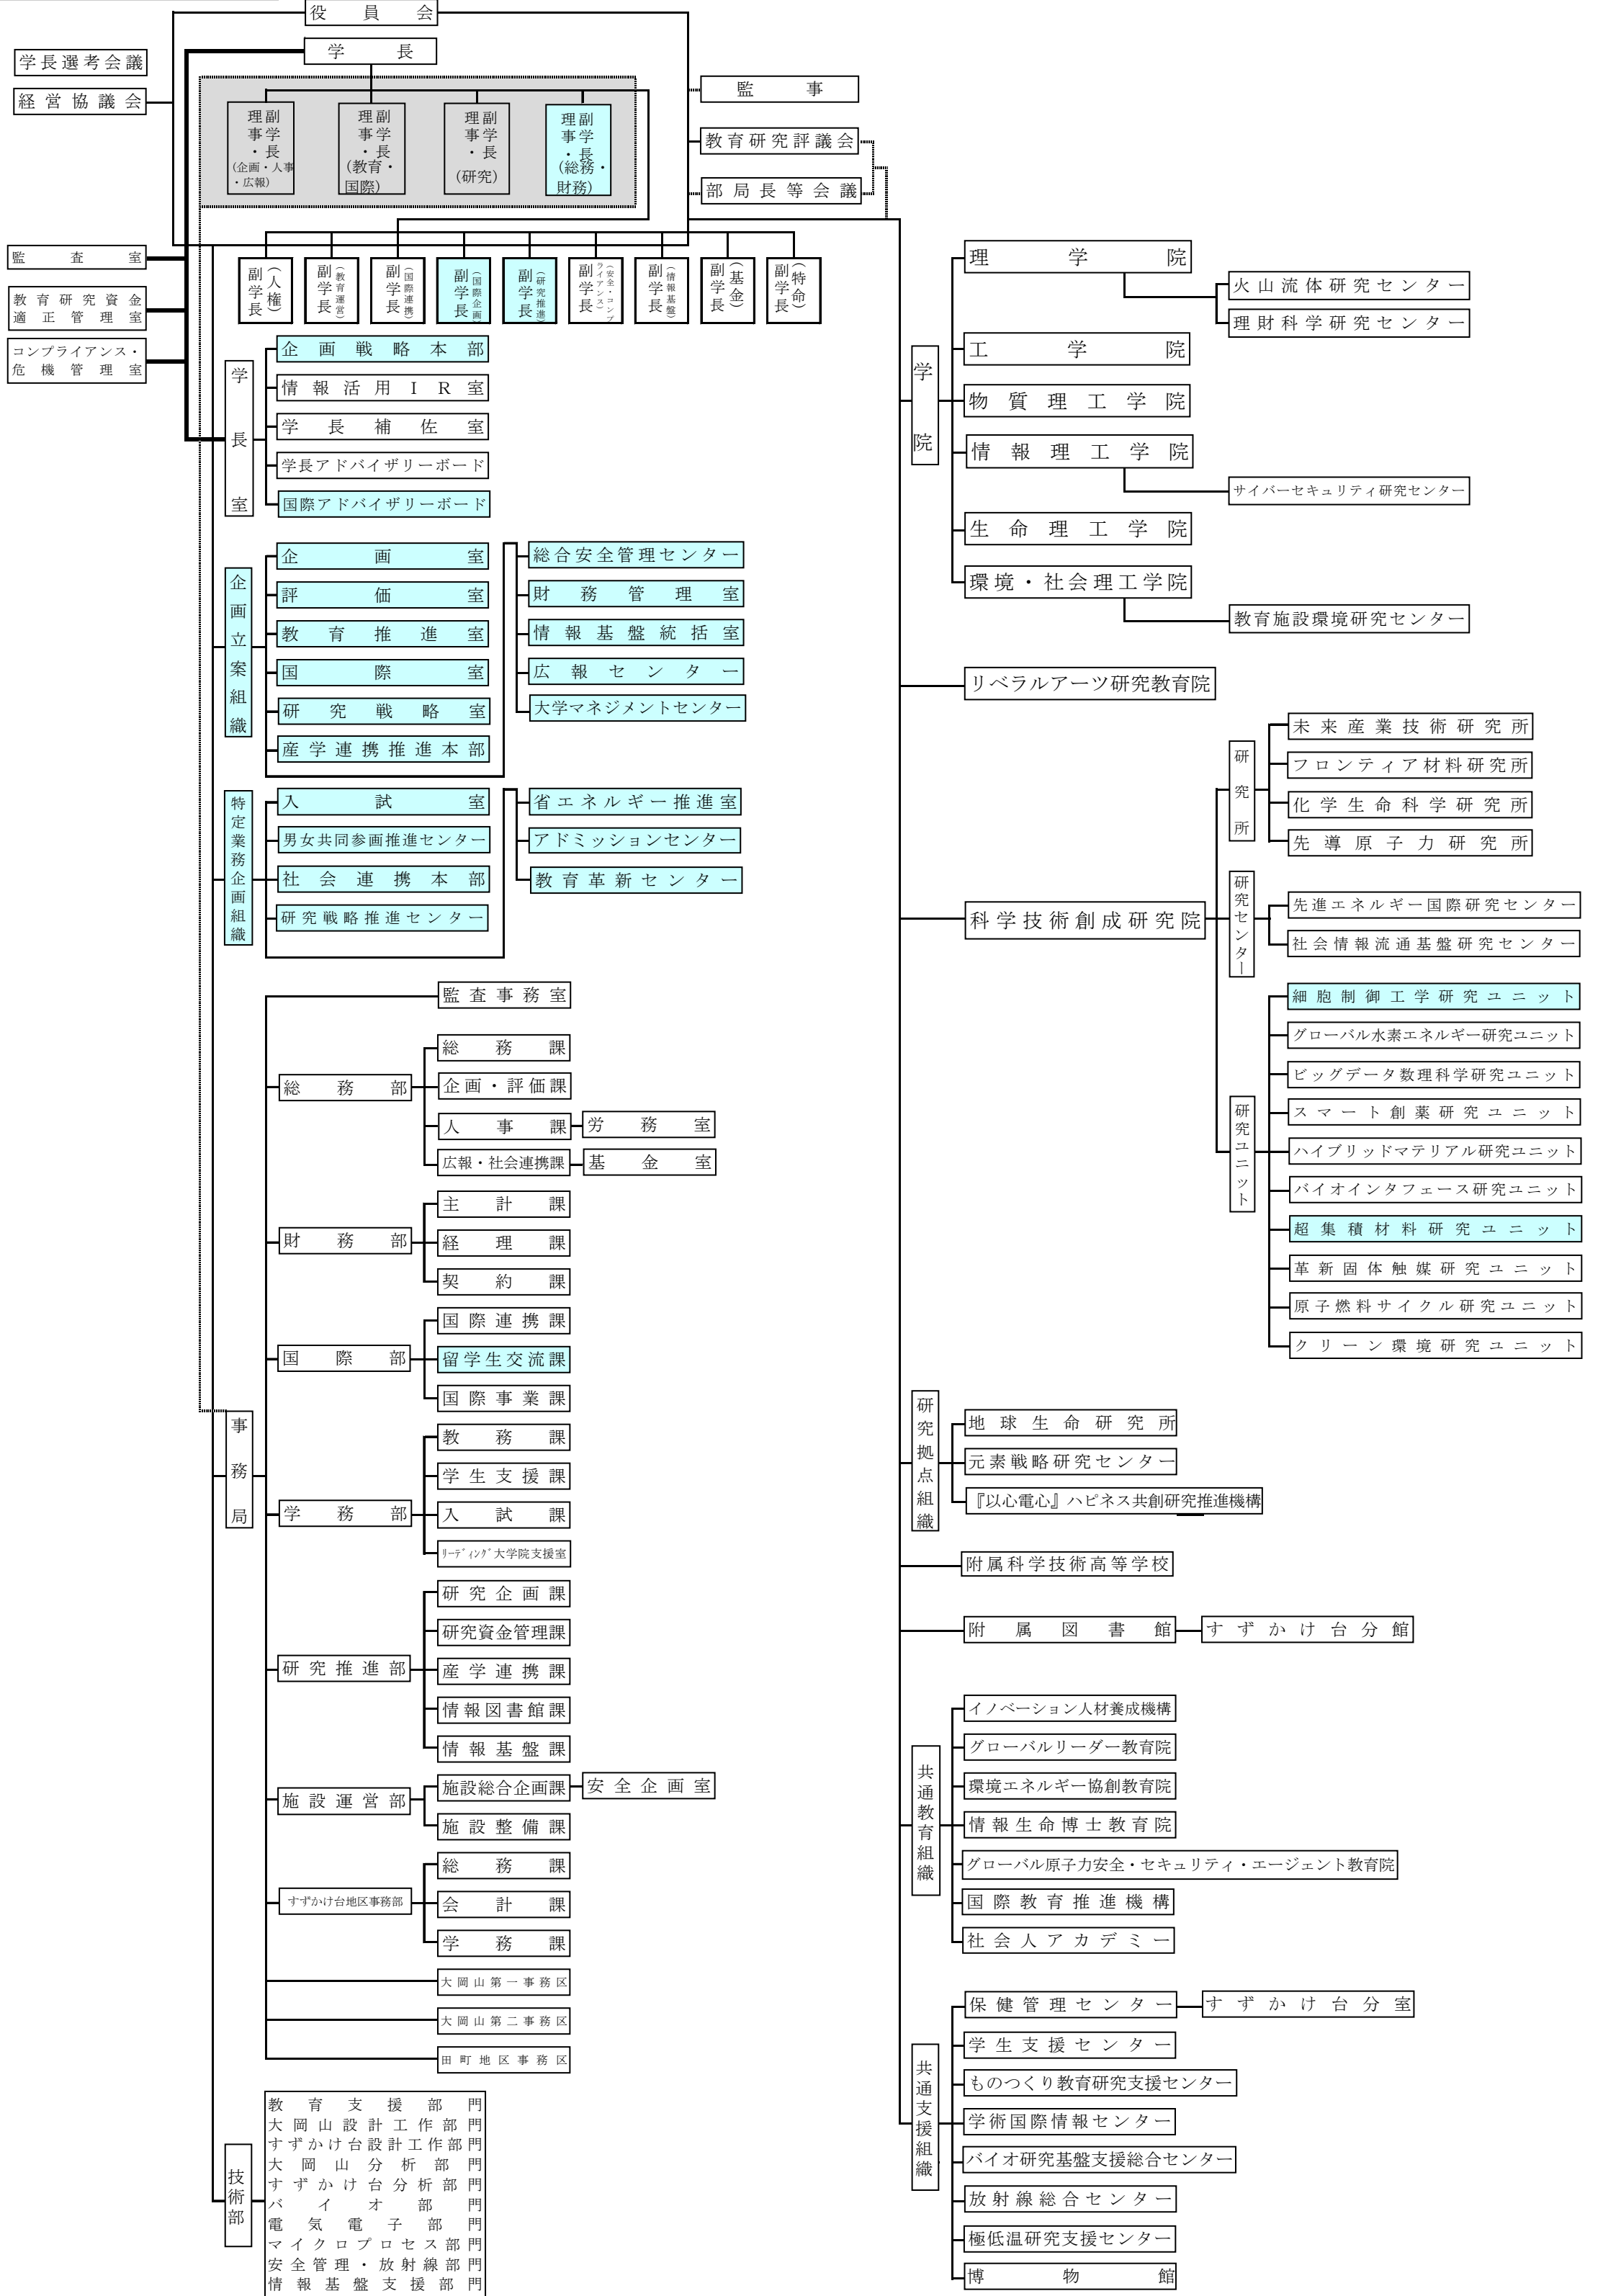 役員会
学長
学長選考会議
経営協議会
理事・副学長
(企画・人事・広報)
理事・副学長
(教育・国際)
理事・副学長
(研究)
理事・副学長
(総務・財務)
監事
教育研究評議会
部局長等会議
監査室
教育研究資金
適正管理室
コンプライアンス・
危機管理室
副学長(人権)
副学長(教育運営)
副学長(国際連携)
副学長(国際企画)
副学長(研究推進)
副学長(安全・コンプライアンス)
副学長(情報基盤)
副学長(基金)
副学長(特命)
学長室
企画戦略本部
情報活用IR室
学長補佐室
学長アドバイザリーボード
国際アドバイザリーボード
企画立案組織
企画室
評価室
教育推進室
国際室
研究戦略室
産学連携推進本部
総合安全管理センター
財務管理室
情報基盤統括室
広報センター
大学マネジメントセンター
特定業務企画組織
入試室
男女共同参画推進センター
社会連携本部
研究戦略推進センター
省エネルギー推進室
アドミッションセンター
教育革新センター
事務局
監査事務室
総務部
総務課
企画・評価課
人事課
労務室
広報・社会連携課
基金室
財務部
主計課
経理課
契約課
国際部
国際連携課
留学生交流課
国際事業課
学務部
教務課
学生支援課
入試課
ﾘｰﾃﾞｨﾝｸﾞ大学院支援室
研究推進部
研究企画課
研究資金管理課
産学連携課
情報図書館課
情報基盤課
施設運営部
施設総合企画課
安全企画室
施設整備課
すずかけ台地区事務部
総務課
会計課
学務課
大岡山第一事務区
大岡山第二事務区
田町地区事務区
技術部
教育支援部門
大岡山設計工作部門
すずかけ台設計工作部門
大岡山分析部門
すずかけ台分析部門
バイオ部門
電気電子部門
マイクロプロセス部門
安全管理・放射線部門
情報基盤支援部門
学院
理学院
火山流体研究センター
理財科学研究センター
工学院
物質理工学院
情報理工学院
サイバーセキュリティ研究センター
生命理工学院
環境・社会理工学院
教育施設環境研究センター
リベラルアーツ研究教育院
科学技術創成研究院
研究所
未来産業技術研究所
フロンティア材料研究所
化学生命科学研究所
先導原子力研究所
研究センター
先進エネルギー国際研究センター
社会情報流通基盤研究センター
研究ユニット
細胞制御工学研究ユニット
グローバル水素エネルギー研究ユニット
ビッグデータ数理科学研究ユニット
スマート創薬研究ユニット
ハイブリッドマテリアル研究ユニット
バイオインタフェース研究ユニット
超集積材料研究ユニット
革新固体触媒研究ユニット
原子燃料サイクル研究ユニット
クリーン環境研究ユニット
研究拠点組織
地球生命研究所
元素戦略研究センター
『以心電心』ハピネス共創研究推進機構
附属科学技術高等学校
附属図書館
すずかけ台分館
共通教育組織
イノベーション人材養成機構
グローバルリーダー教育院
環境エネルギー協創教育院
情報生命博士教育院
グローバル原子力安全・セキュリティ・エージェント教育院
国際教育推進機構
社会人アカデミー
共通支援組織
保健管理センター
すずかけ台分室
学生支援センター
ものつくり教育研究支援センター
学術国際情報センター
バイオ研究基盤支援総合センター
放射線総合センター
極低温研究支援センター
博物館